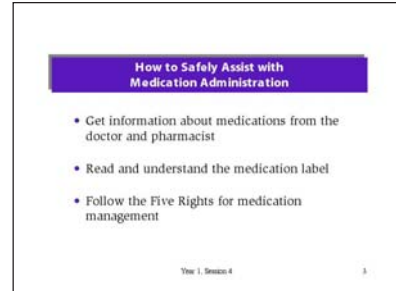 How to Safely Assist with
Medication Administration
• Get information about medications from the
doctor and pharmacist
• Read and understand the medication label
• Follow the Five Rights for medication
management
Year 1, Session 4
3